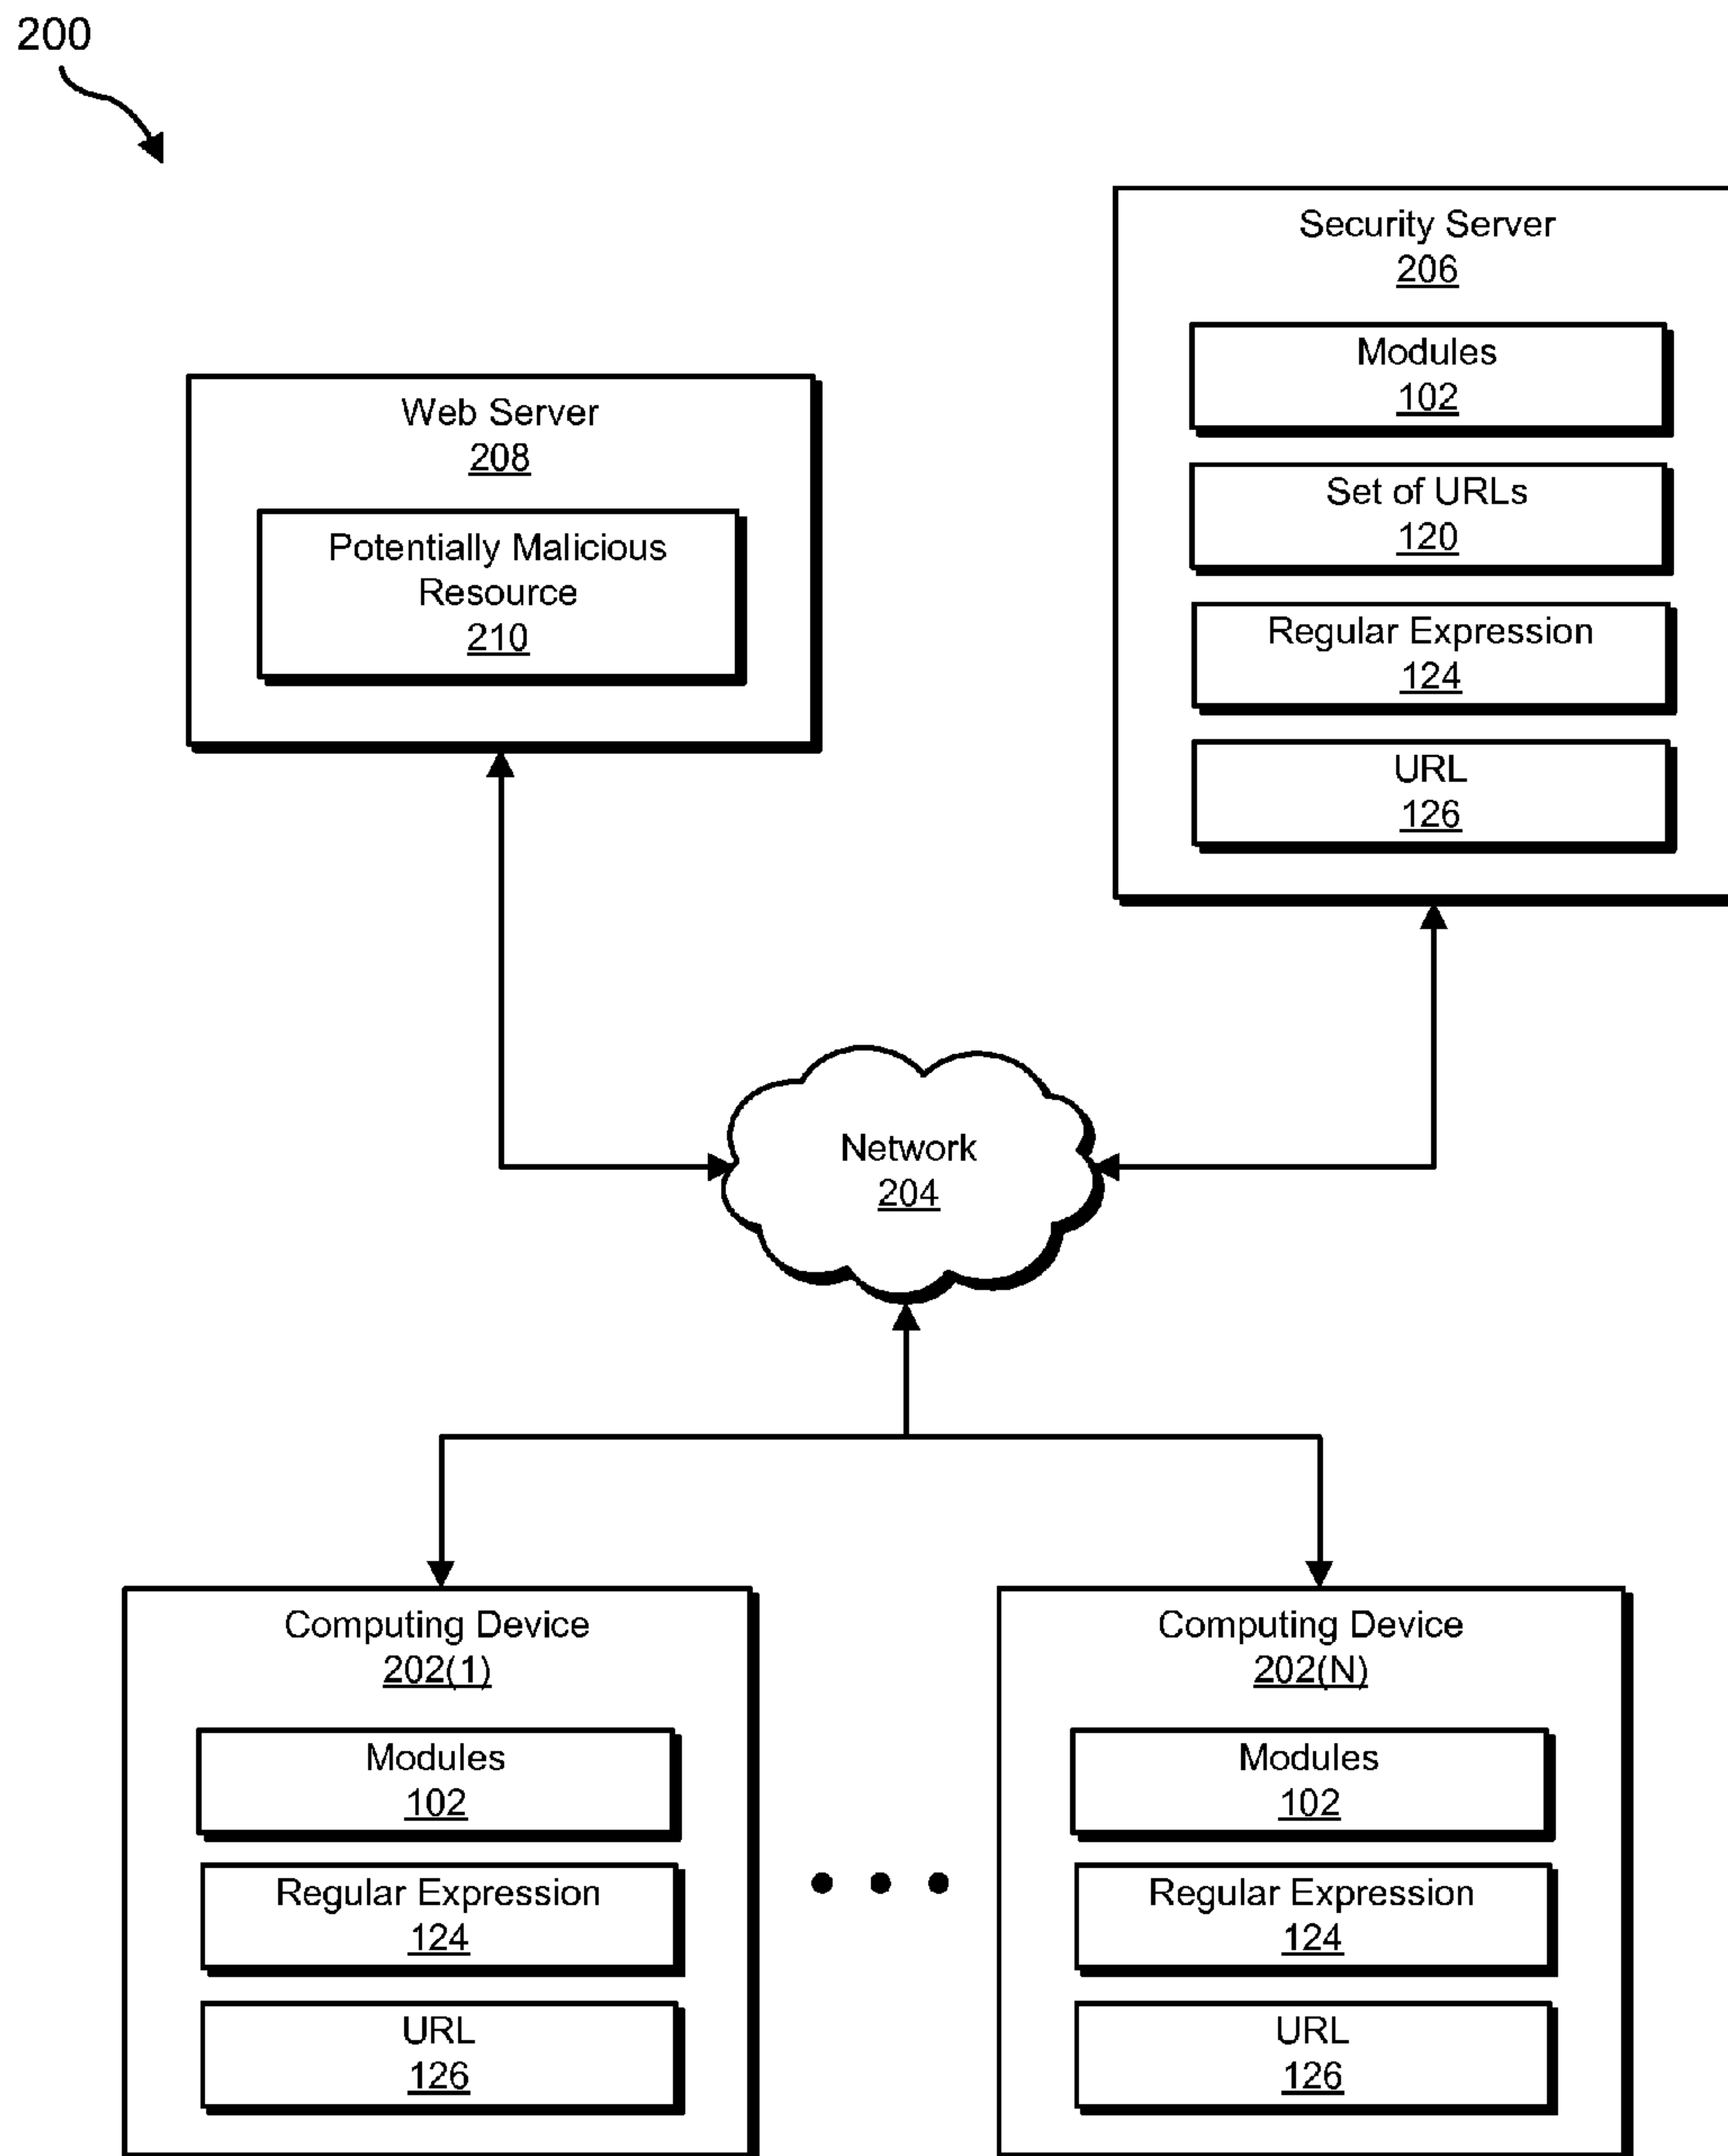 200
Security Server
206
Modules
102
Set of URLs
120
Regular Expression
124
URL
126
Web Server
208
Potentially Malicious
Resource
210
Network
204
Computing Device
202(1)
Modules
102
Regular Expression
124
URL
126
Computing Device
202(N)
Modules
102
Regular Expression
124
URL
126